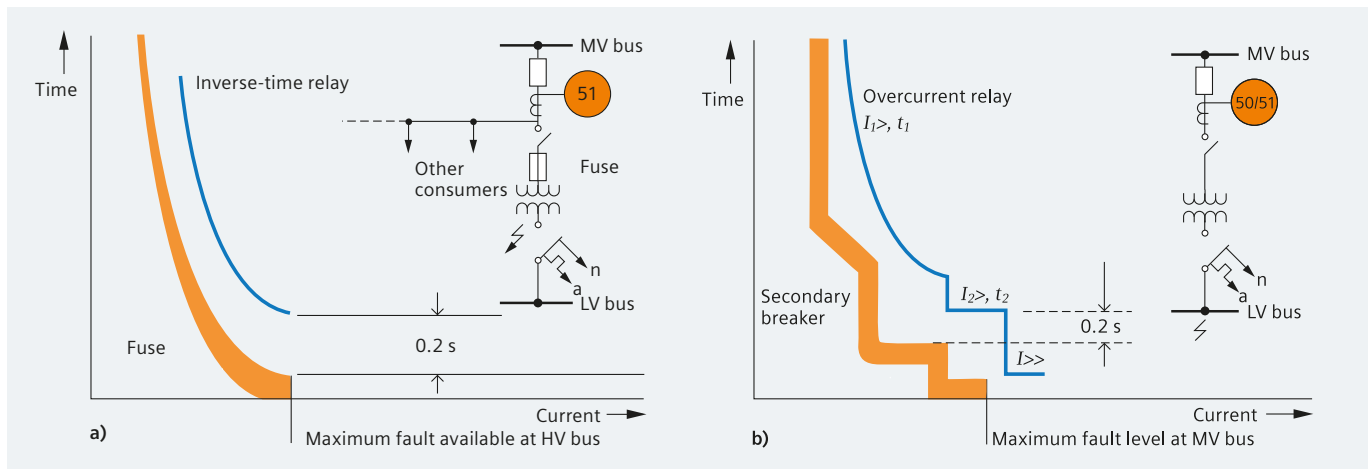 Time
Inverse-time relay
MV bus
51
Other
consumers
Fuse
n
a
LV bus
Fuse
0.2 s
Current
a)
Maximum fault available at HV bus
Time
Overcurrent relay
I1>, t1
MV bus
50/51
Secondary
breaker
I2>, t2
0.2 s
I>>
n
a
LV bus
Current
b)
Maximum fault level at MV bus